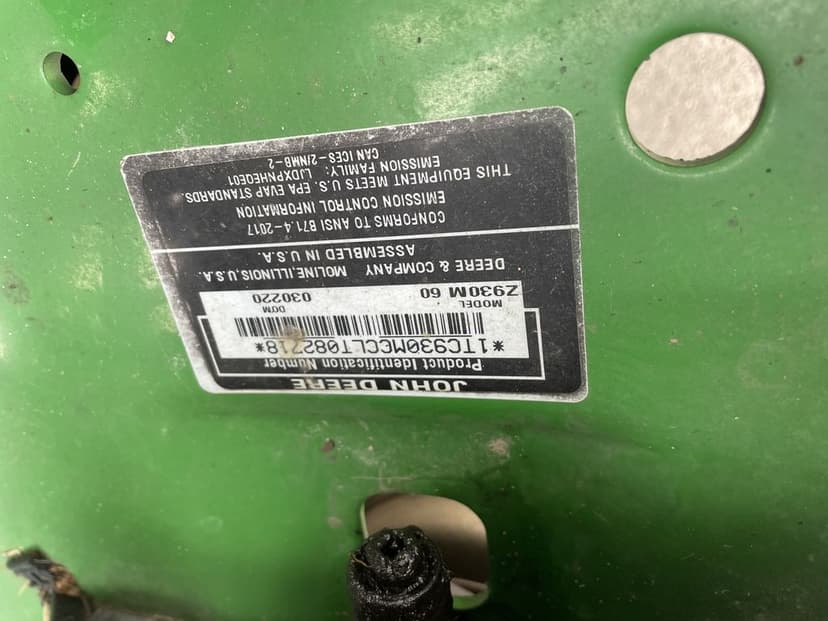 JOHN DEERE
Product Identification Number
*1TC930MCCLT082718*
MODEL DOM
Z930M 60 030220
DEERE & COMPANY MOLINE, ILLINOIS, U.S.A.
ASSEMBLED IN U.S.A.
CONFORMS TO ANSI B71.4-2017
EMISSION CONTROL INFORMATION
THIS EQUIPMENT MEETS U.S. EPA EVAP STANDARDS.
EMISSION FAMILY: LJDXPNHEQE01
CAN ICES-2/NMB-2